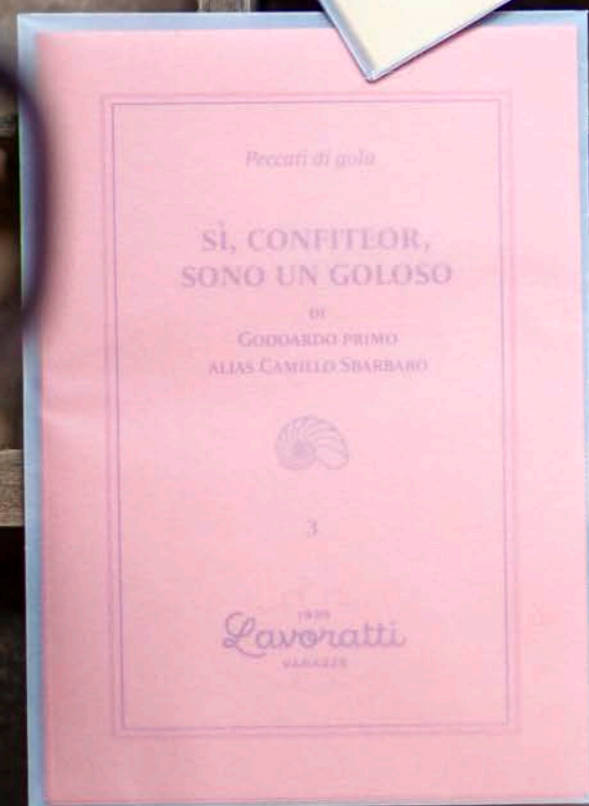 Peccati di gola
SÌ, CONFITEOR,
SONO UN GOLOSO
DI
GODOARDO PRIMO
ALIAS CAMILLO SBARBARO
3
1938
Lavoratti
VARAZZE